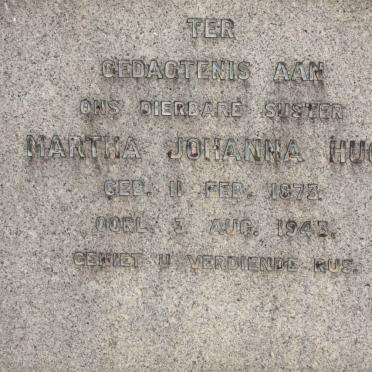 TER
GEDAGTENIS AAN
ONS DIERBARE SUSTER
MARTHA JOHANNA HUG
GEB. 11 FEB. 1873.
OORL. 3 AUG. 1943.
GENIET U VERDIENDE RUS.